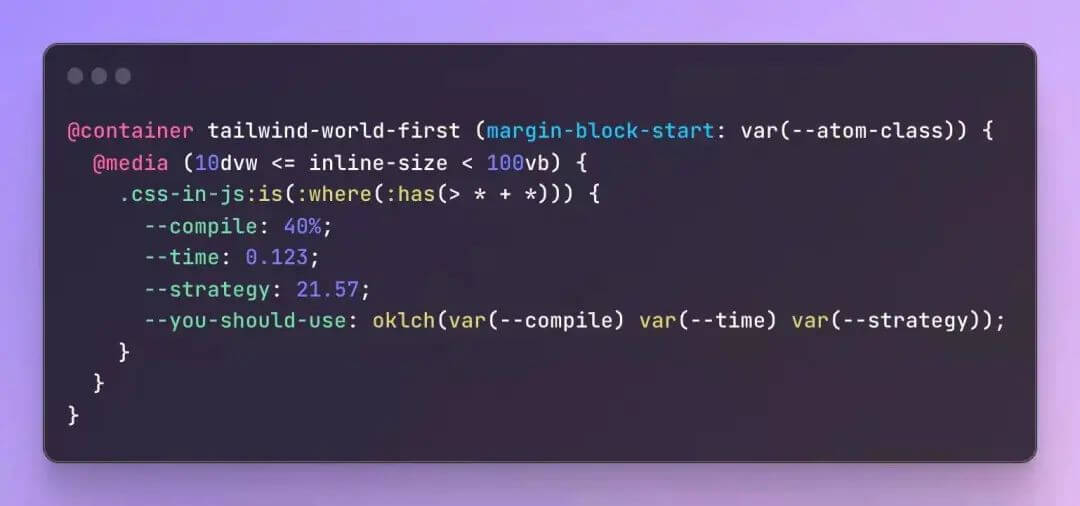 @container tailwind-world-first (margin-block-start: var(--atom-class)) {
  @media (10dvw <= inline-size < 100vb) {
    .css-in-js:is(:where(:has(> * + *))) {
      --compile: 40%;
      --time: 0.123;
      --strategy: 21.57;
      --you-should-use: oklch(var(--compile) var(--time) var(--strategy));
    }
  }
}